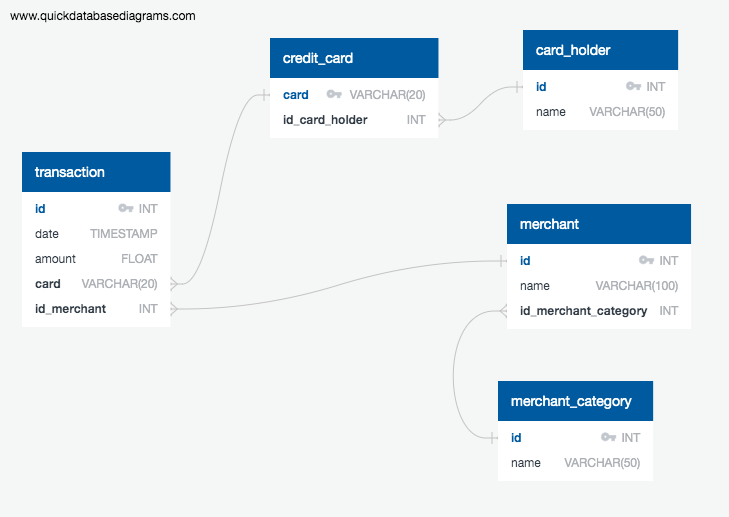 www.quickdatabasediagrams.com
credit_card
card VARCHAR(20)
id_card_holder INT
card_holder
id INT
name VARCHAR(50)
transaction
id INT
date TIMESTAMP
amount FLOAT
card VARCHAR(20)
id_merchant INT
merchant
id INT
name VARCHAR(100)
id_merchant_category INT
merchant_category
id INT
name VARCHAR(50)